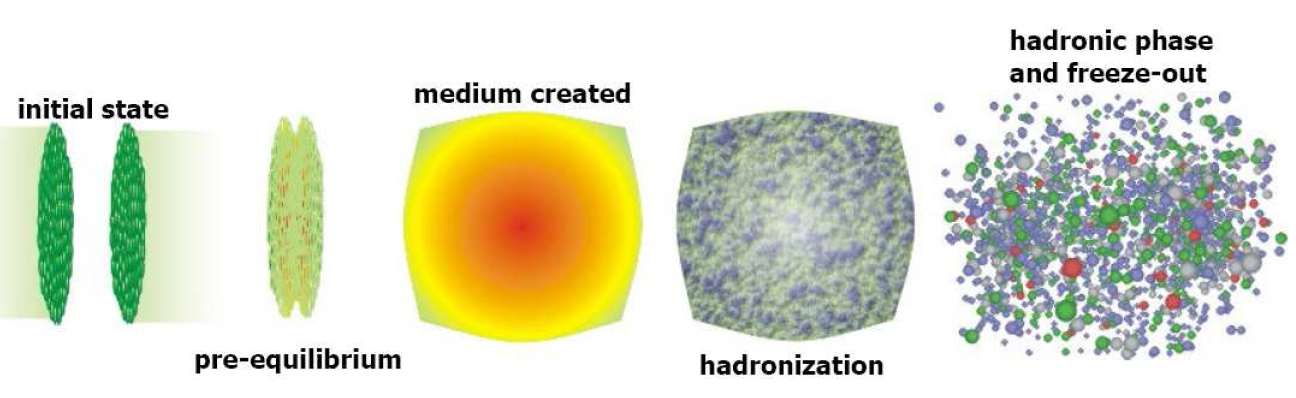 initial state
pre-equilibrium
medium created
hadronization
hadronic phase
and freeze-out